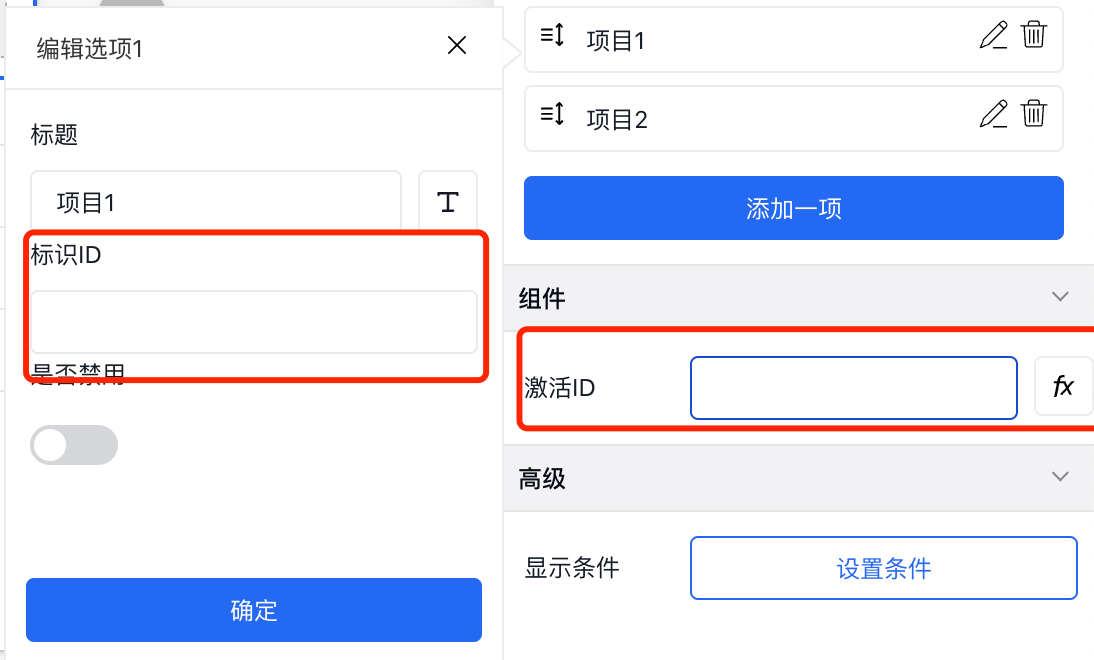 编辑选项1
标题
项目1
T
标识ID
是否禁用
确定
项目1
项目2
添加一项
组件
激活ID
fx
高级
显示条件
设置条件